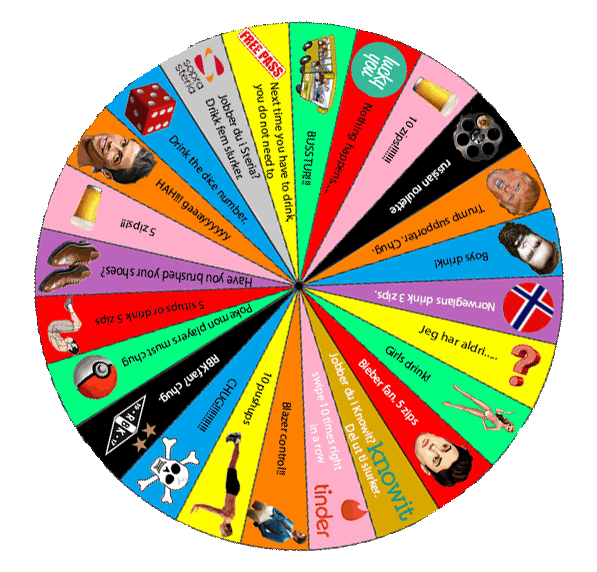 FREE PASS
Next time you have to drink,
you do not need to
BUSSTUR!!!
lucky
you
Nothing happens....
10 zips!!!!!!!
russian roulette
Trump supporter. Chug.
Boys drink!
Norwegians drink 3 zips.
Jeg har aldri.....
Girls drink!
Bieber fan. 5 zips
Jobber du i Knowit?
Del ut ti slurker.
knowit
swipe 10 times right
in a row
tinder
Blazer control!!!
10 pushups
CHUG!!!!!!!!!!!
RBK fan? chug
R·B·K
Pokemon players must chug
5 situps or drink 5 zips
Have you brushed your shoes?
5 zips!!!
HAH!!! gaaayyyyyy
Drink the dice number.
sopra
steria
Jobber du i Steria?
Drikk fem slurker.